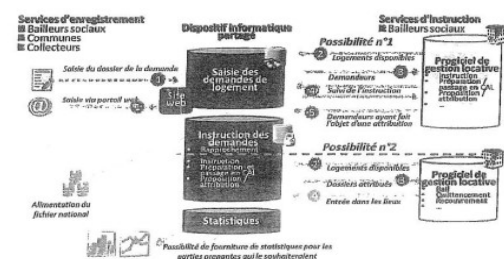 Services d'enregistrement
Bailleurs sociaux
Communes
Collecteurs
Dispositif informatique
partagé
Services d'instruction
Bailleurs sociaux
Saisie du dossier de la demande
Saisie via portail web
Site
web
Saisie des
demandes de
logement
Possibilité n°1
Logements disponibles
Demandeurs
Suivi de l'instruction
Demandeurs ayant fait
l'objet d'une attribution
Progiciel de
gestion locative
Instruction
Préparation /
passage en CAL
Proposition /
attribution
Instruction des
demandes
Rapprochement
Instruction
Préparation et
passage en CAL
Proposition /
attribution
Possibilité n°2
Logements disponibles
Dossiers attribués
Entrée dans les lieux
Progiciel de
gestion locative
Bail
Quittancement
Recouvrement
Alimentation du
fichier national
Statistiques
Possibilité de fourniture de statistiques pour les
parties prenantes qui le souhaiteraient